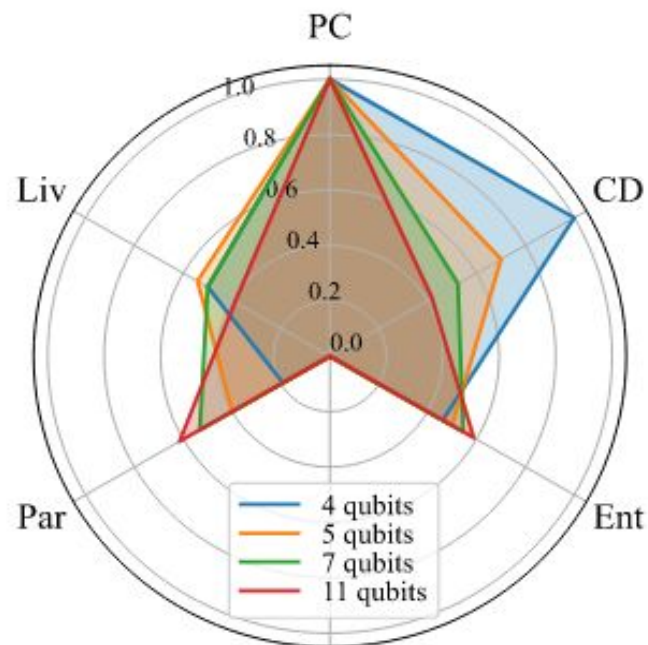 PC
1.0
0.8
Liv
0.6
CD
0.4
0.2
0.0
Par
Ent
4 qubits
5 qubits
7 qubits
11 qubits